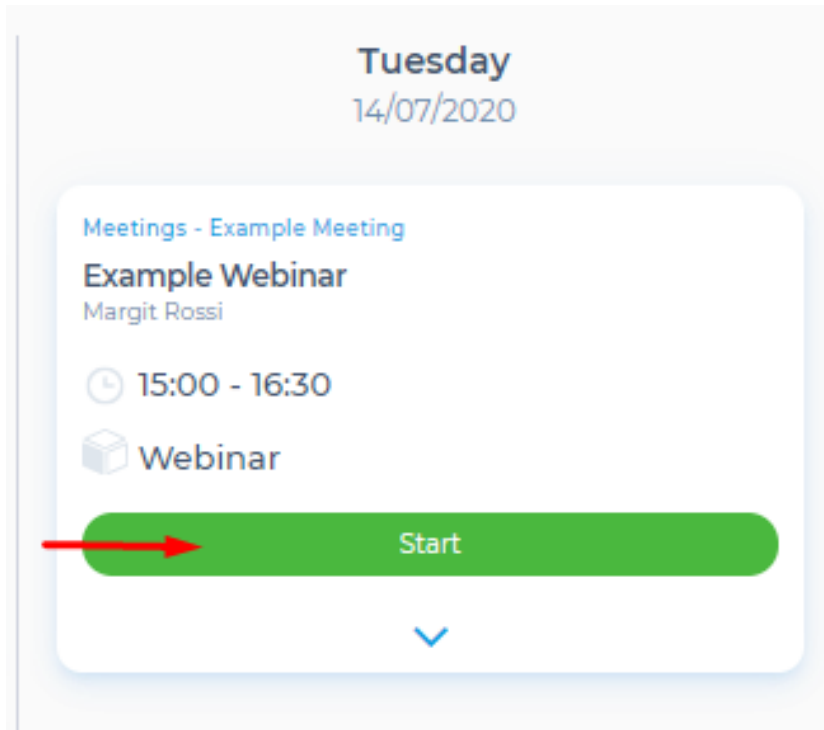 Tuesday
14/07/2020
Meetings - Example Meeting
Example Webinar
Margit Rossi
15:00 - 16:30
Webinar
Start